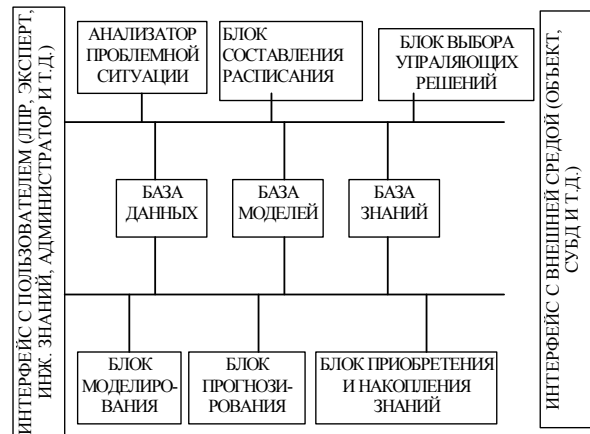 ИНТЕРФЕЙС С ПОЛЬЗОВАТЕЛЕМ (ЛПР, ЭКСПЕРТ,
ИНЖ. ЗНАНИЙ, АДМИНИСТРАТОР И Т.Д.)
АНАЛИЗАТОР
ПРОБЛЕМНОЙ
СИТУАЦИИ
БЛОК
СОСТАВЛЕНИЯ
РАСПИСАНИЯ
БЛОК ВЫБОРА
УПРАЛЯЮЩИХ
РЕШЕНИЙ
БАЗА
ДАННЫХ
БАЗА
МОДЕЛЕЙ
БАЗА
ЗНАНИЙ
БЛОК
МОДЕЛИРО-
ВАНИЯ
БЛОК
ПРОГНОЗИ-
РОВАНИЯ
БЛОК ПРИОБРЕТЕНИЯ
И НАКОПЛЕНИЯ
ЗНАНИЙ
ИНТЕРФЕЙС С ВНЕШНЕЙ СРЕДОЙ (ОБЪЕКТ,
СУБД И Т.Д.)